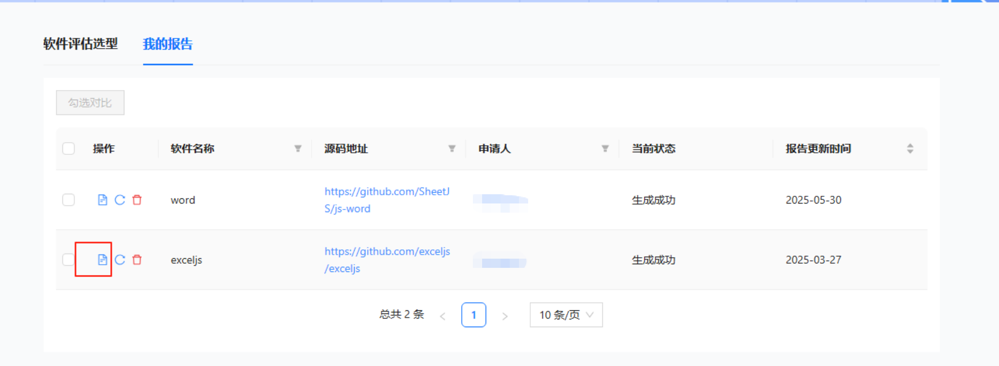 软件评估选型 我的报告
勾选对比
操作 软件名称 源码地址 申请人 当前状态 报告更新时间
word https://github.com/SheetJ 生成成功 2025-05-30
S/js-word
exceljs https://github.com/exceljs 生成成功 2025-03-27
/exceljs
总共 2 条 < 1 > 10 条/页